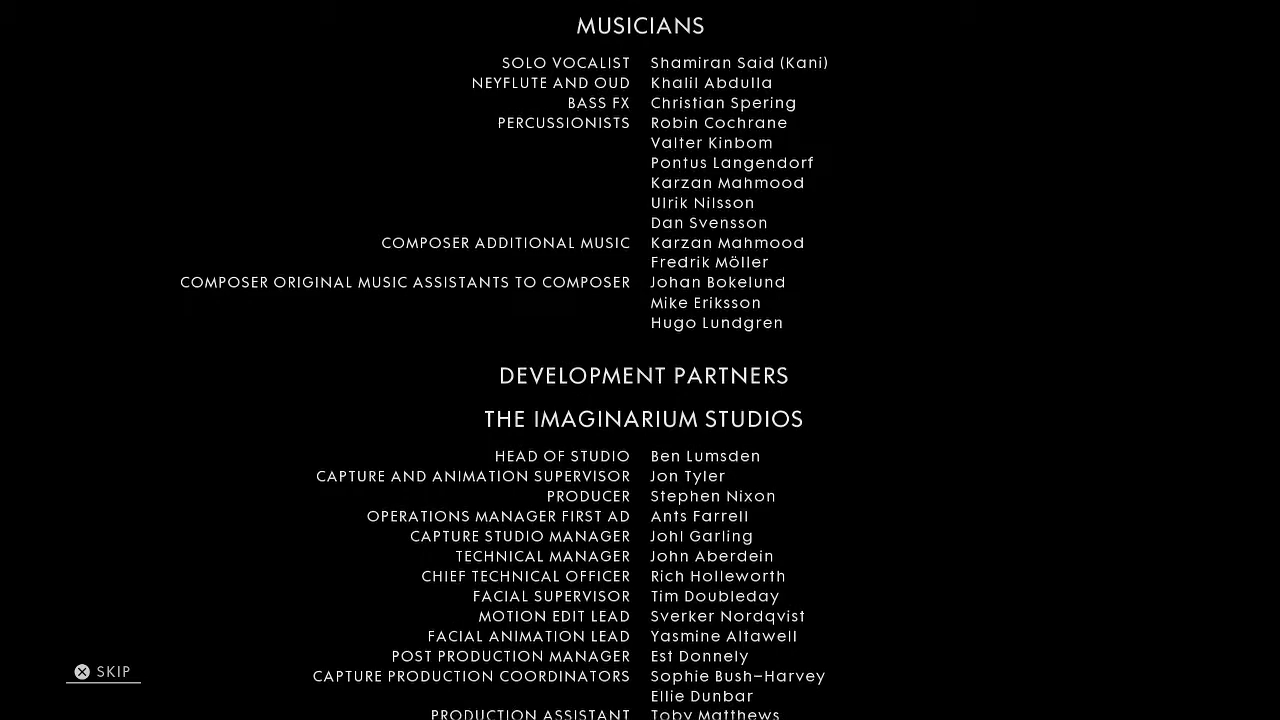 MUSICIANS
SOLO VOCALIST Shamiran Said (Kani)
NEYFLUTE AND OUD Khalil Abdulla
BASS FX Christian Spering
PERCUSSIONISTS Robin Cochrane
Valter Kinbom
Pontus Langendorf
Karzan Mahmood
Ulrik Nilsson
Dan Svensson
COMPOSER ADDITIONAL MUSIC Karzan Mahmood
Fredrik Möller
COMPOSER ORIGINAL MUSIC ASSISTANTS TO COMPOSER Johan Bokelund
Mike Eriksson
Hugo Lundgren
DEVELOPMENT PARTNERS
THE IMAGINARIUM STUDIOS
HEAD OF STUDIO Ben Lumsden
CAPTURE AND ANIMATION SUPERVISOR Jon Tyler
PRODUCER Stephen Nixon
OPERATIONS MANAGER FIRST AD Ants Farrell
CAPTURE STUDIO MANAGER Johl Garling
TECHNICAL MANAGER John Aberdein
CHIEF TECHNICAL OFFICER Rich Holleworth
FACIAL SUPERVISOR Tim Doubleday
MOTION EDIT LEAD Sverker Nordqvist
FACIAL ANIMATION LEAD Yasmine Altawell
POST PRODUCTION MANAGER Est Donnely
SKIP
CAPTURE PRODUCTION COORDINATORS Sophie Bush-Harvey
Ellie Dunbar
PRODUCTION ASSISTANT Toby Matthews